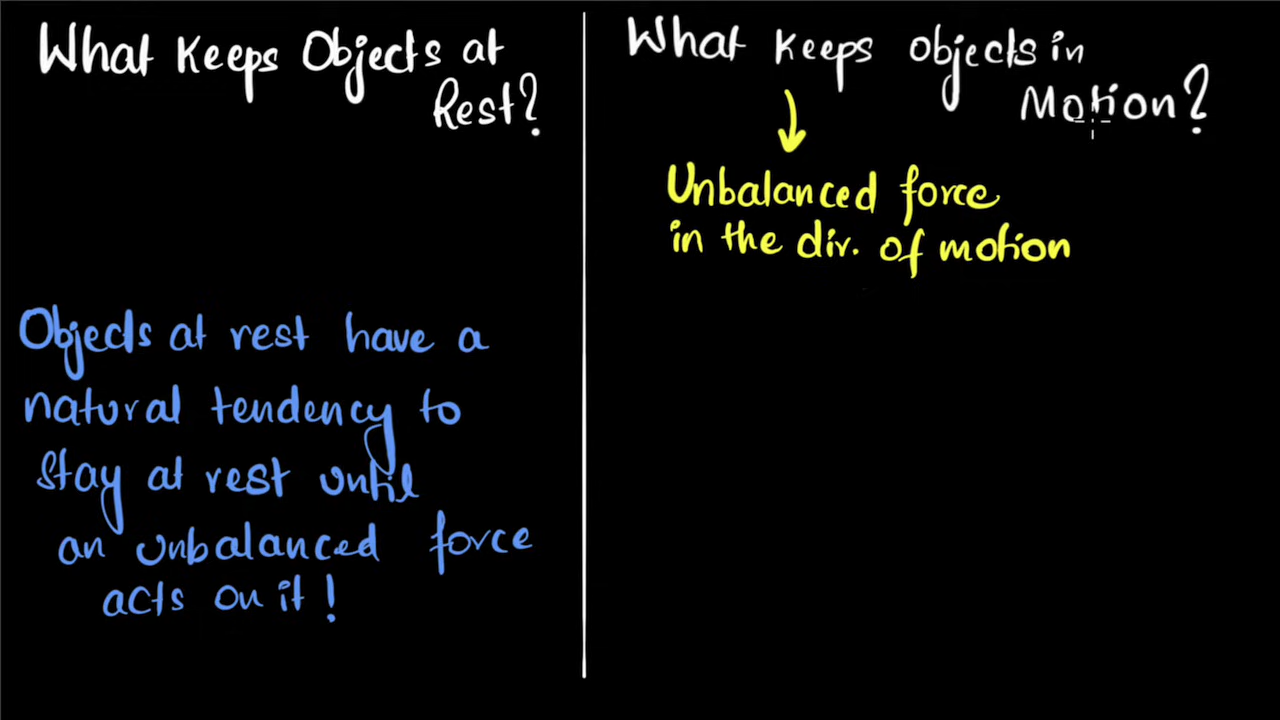 What Keeps Objects at
Rest?
Objects at rest have a
natural tendency to
stay at rest until
an unbalanced force
acts on it!
What keeps objects in
Motion?
Unbalanced force
in the dir. of motion